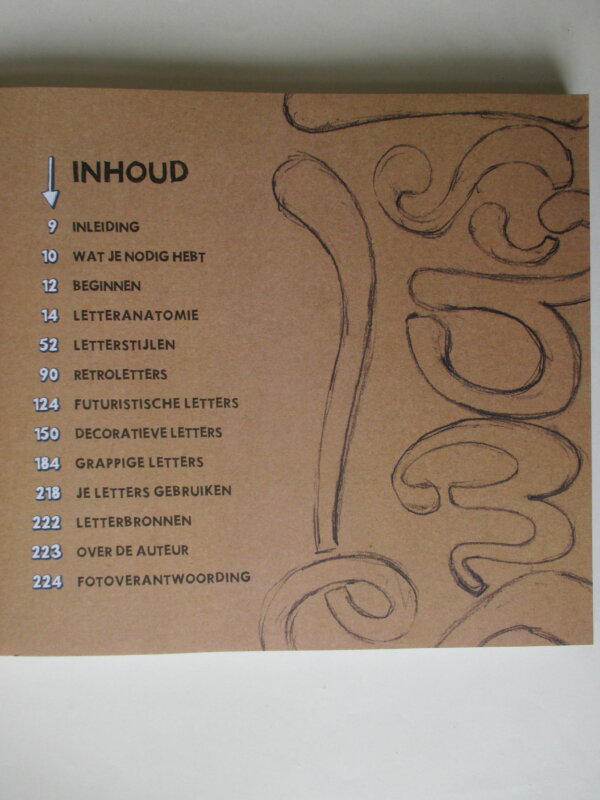 INHOUD
9 INLEIDING
10 WAT JE NODIG HEBT
12 BEGINNEN
14 LETTERANATOMIE
52 LETTERSTIJLEN
90 RETROLETTERS
124 FUTURISTISCHE LETTERS
150 DECORATIEVE LETTERS
184 GRAPPIGE LETTERS
218 JE LETTERS GEBRUIKEN
222 LETTERBRONNEN
223 OVER DE AUTEUR
224 FOTOVERANTWOORDING